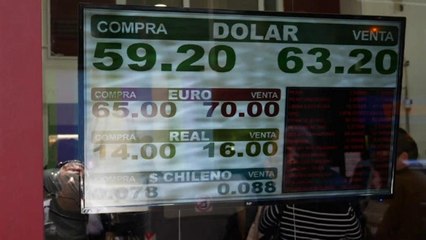 COMPRA DOLAR VENTA
59.20 63.20
COMPRA EURO VENTA
65.00 70.00
COMPRA REAL VENTA
14.00 16.00
COMPRA $ CHILENO VENTA
0.078 0.088